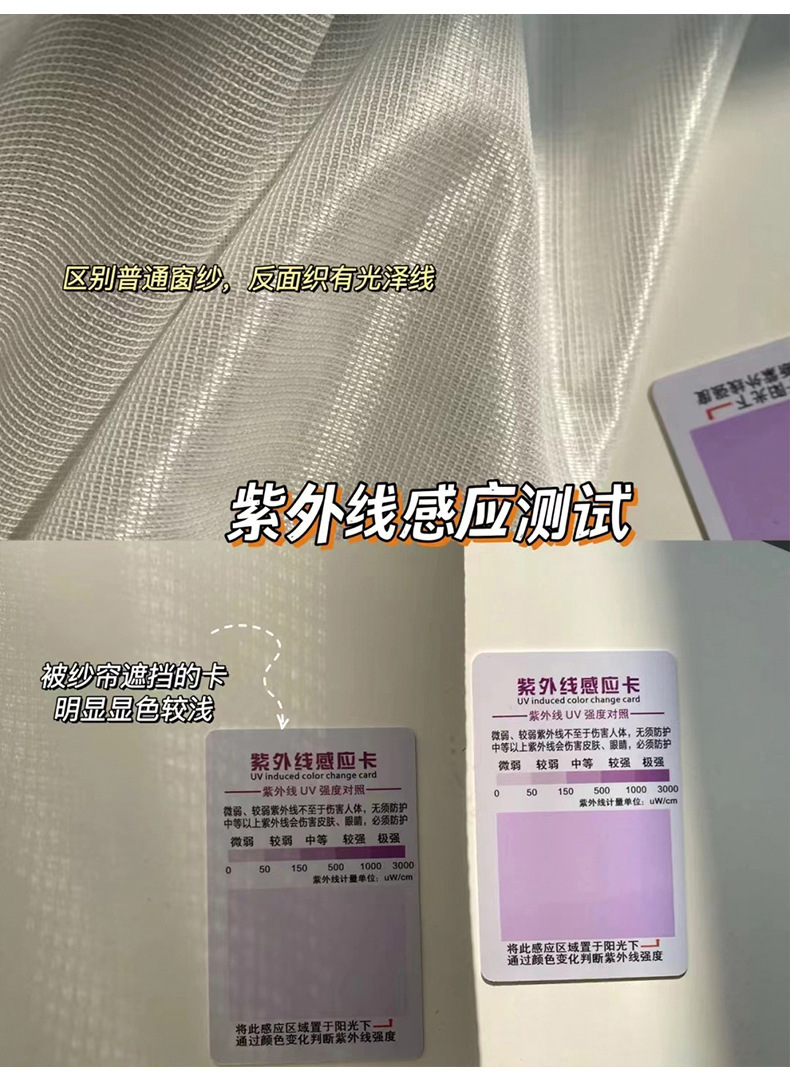 区别普通窗纱，反面织有光泽线
阳光下
紫外线强度
紫外线感应测试
被纱帘遮挡的卡
明显显色较浅
紫外线感应卡
UV induced color change card
紫外线 UV 强度对照
微弱、较弱紫外线不至于伤害人体，无须防护
中等以上紫外线会伤害皮肤、眼睛，必须防护
微弱 较弱 中等 较强 极强
0 50 150 500 1000 3000
紫外线计量单位：uW/cm
将此感应区域置于阳光下
通过颜色变化判断紫外线强度
紫外线感应卡
UV induced color change card
紫外线 UV 强度对照
微弱、较弱紫外线不至于伤害人体，无须防护
中等以上紫外线会伤害皮肤、眼睛，必须防护
微弱 较弱 中等 较强 极强
0 50 150 500 1000 3000
紫外线计量单位：uW/cm
将此感应区域置于阳光下
通过颜色变化判断紫外线强度